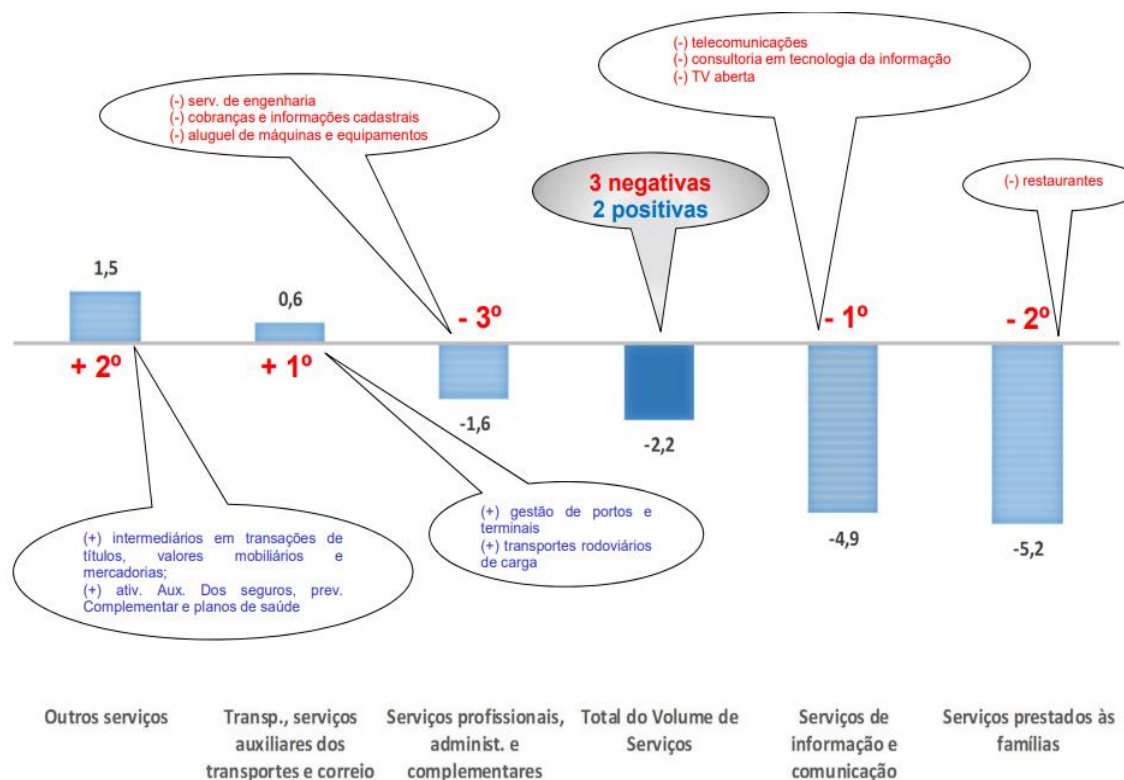 (-) telecomunicações
(-) consultoria em tecnologia da informação
(-) TV aberta
(-) serv. de engenharia
(-) cobranças e informações cadastrais
(-) aluguel de máquinas e equipamentos
3 negativas
2 positivas
(-) restaurantes
1,5
0,6
- 3º
- 1º
- 2º
+ 2º
+ 1º
-1,6
-2,2
-4,9
-5,2
(+) gestão de portos e
terminais
(+) transportes rodoviários
de carga
(+) intermediários em transações de
títulos, valores mobiliários e
mercadorias;
(+) ativ. Aux. Dos seguros, prev.
Complementar e planos de saúde
Outros serviços
Transp., serviços
auxiliares dos
transportes e correio
Serviços profissionais,
administ. e
complementares
Total do Volume de
Serviços
Serviços de
informação e
comunicação
Serviços prestados às
famílias